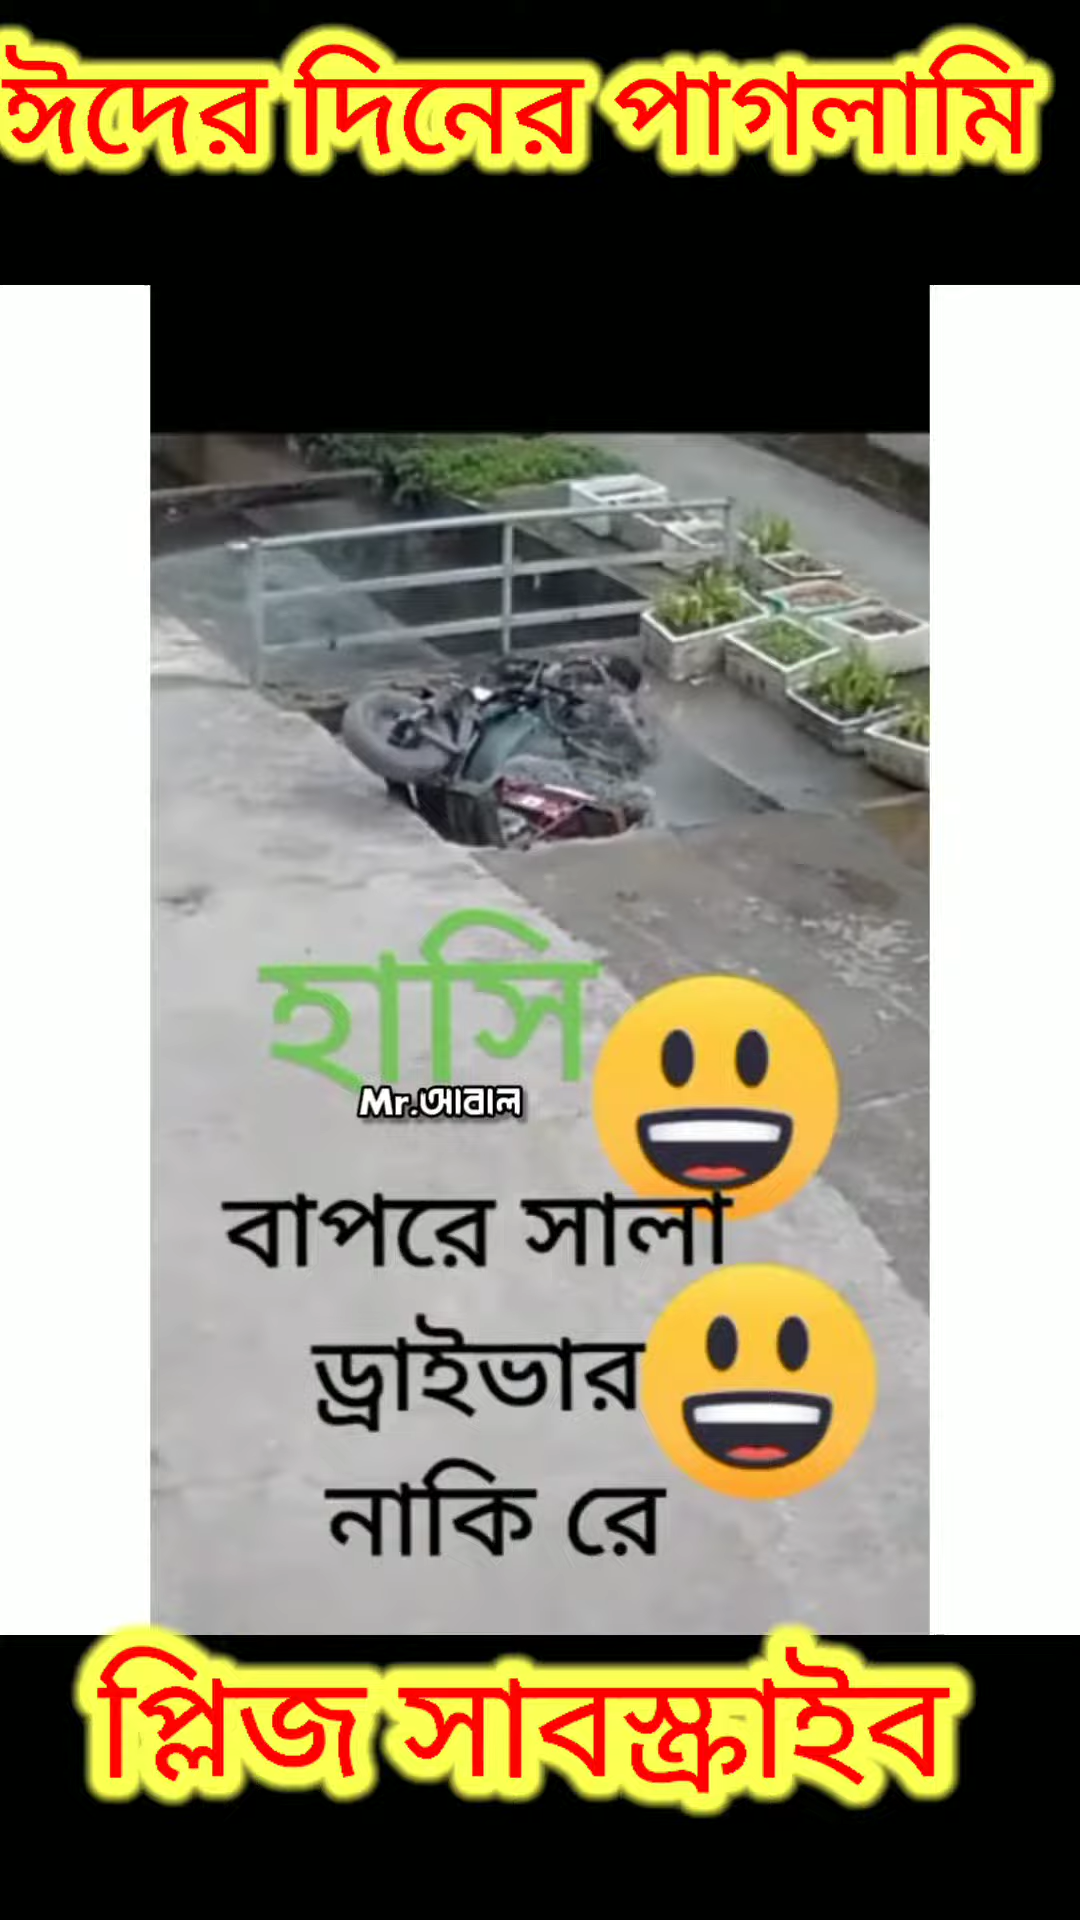 ঈদের দিনের পাগলামি
হাসি
Mr.আবাল
বাপরে সালা
ড্রাইভার
নাকি রে
প্লিজ সাবস্ক্রাইব